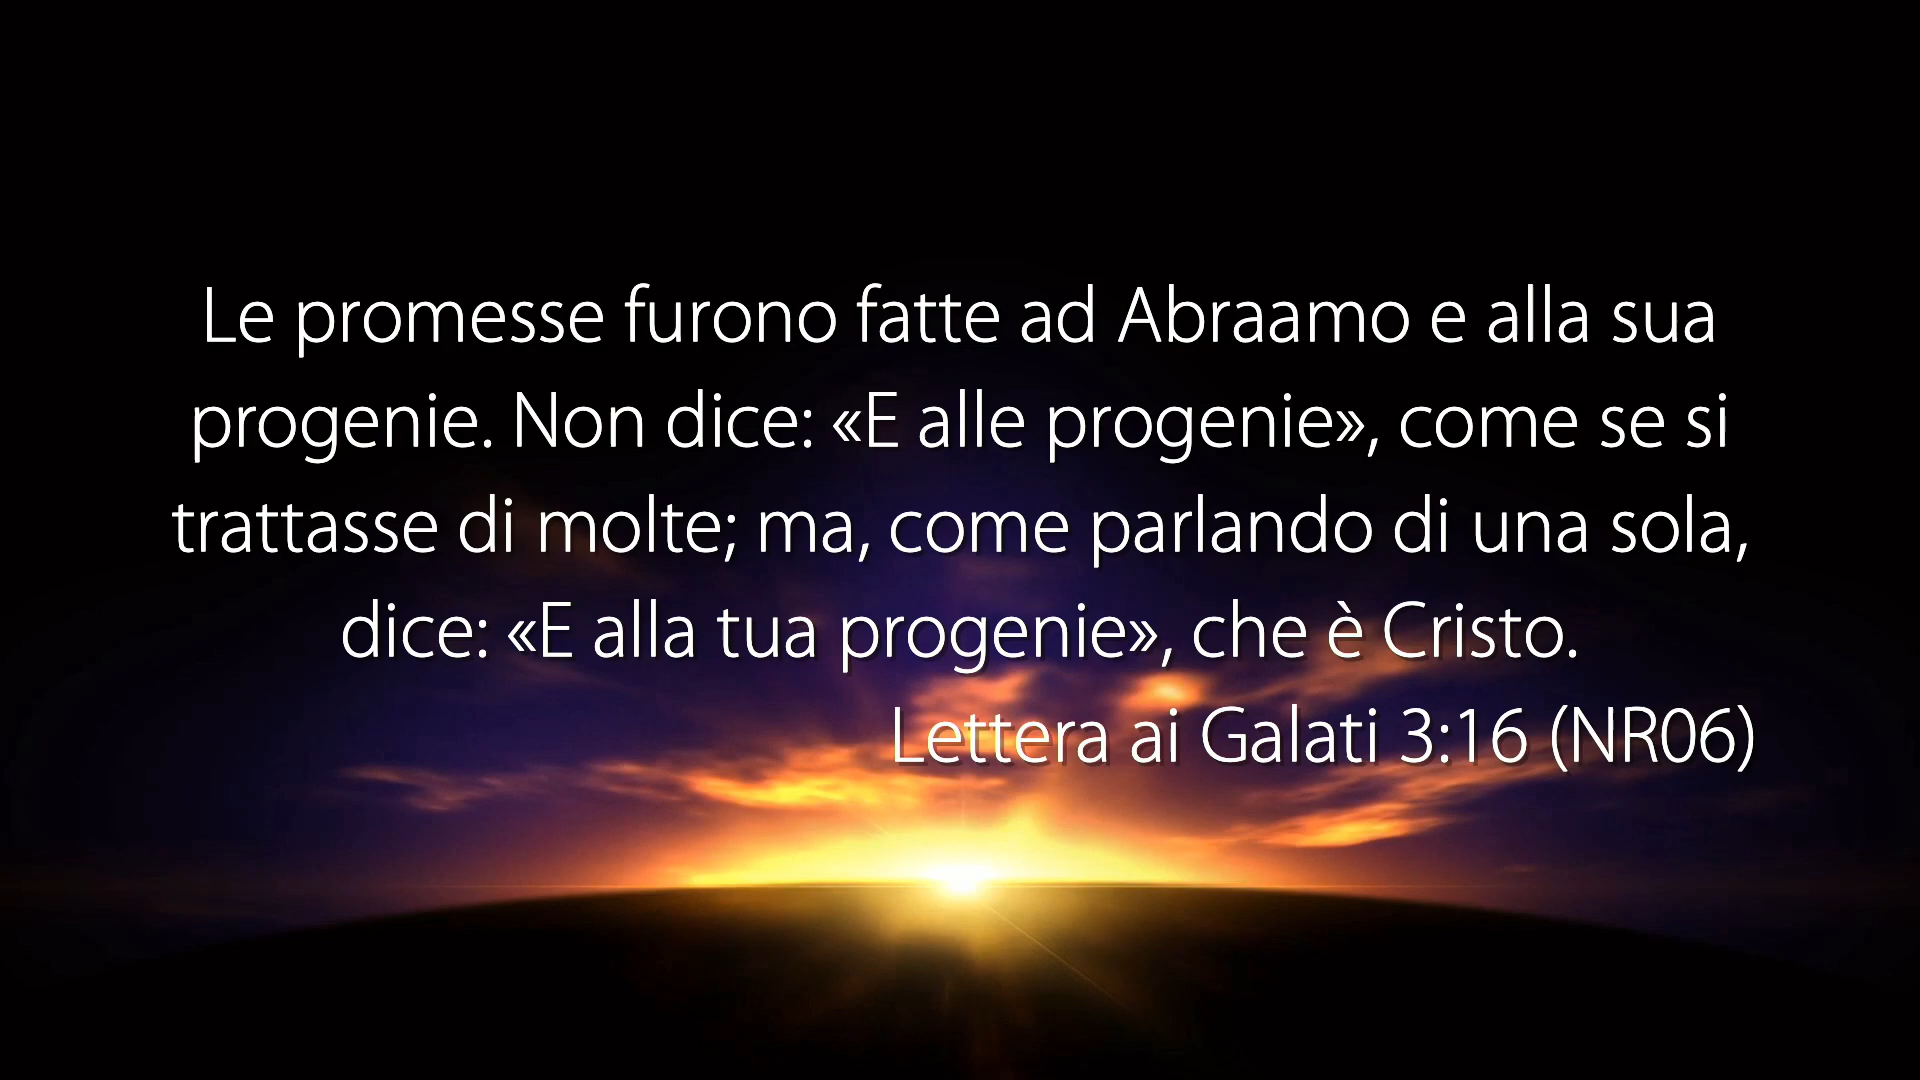 Le promesse furono fatte ad Abraamo e alla sua
progenie. Non dice: «E alle progenie», come se si
trattasse di molte; ma, come parlando di una sola,
dice: «E alla tua progenie», che è Cristo.
Lettera ai Galati 3:16 (NR06)